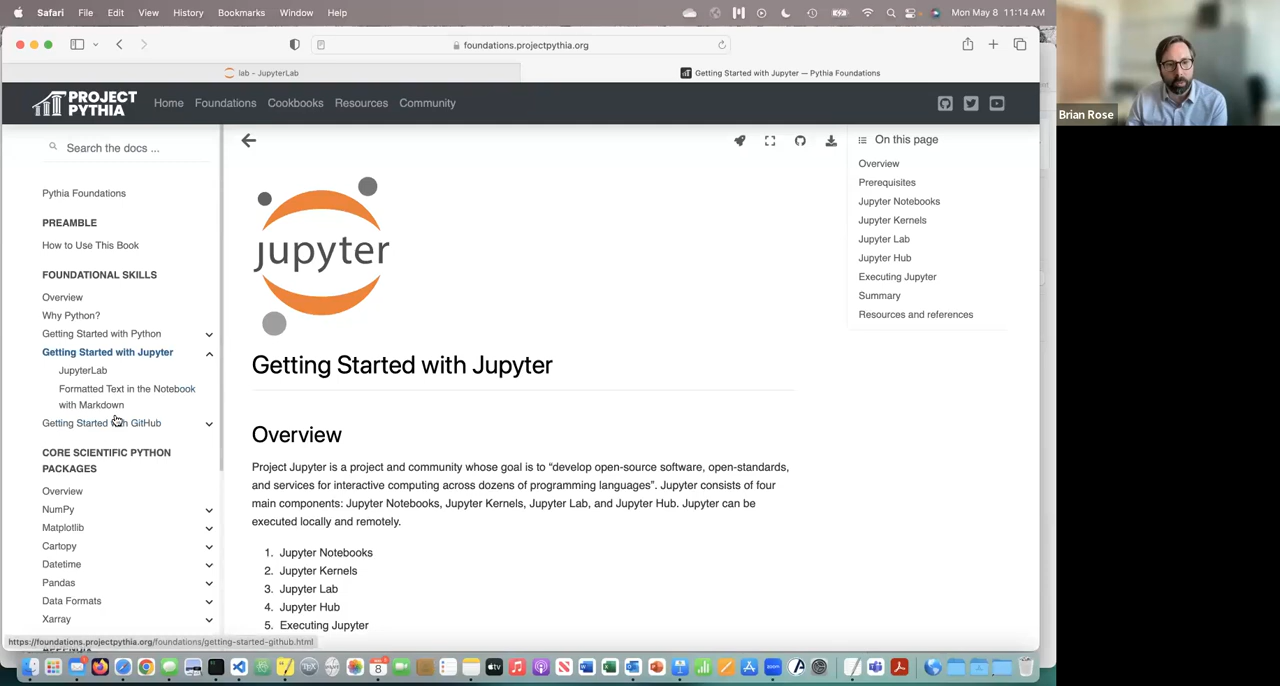 Safari File Edit View History Bookmarks Window Help
Mon May 8 11:14 AM
foundations.projectpythia.org
lab - JupyterLab
Getting Started with Jupyter — Pythia Foundations
PROJECT
PYTHIA
Home Foundations Cookbooks Resources Community
Brian Rose
Search the docs ...
Pythia Foundations
PREAMBLE
How to Use This Book
FOUNDATIONAL SKILLS
Overview
Why Python?
Getting Started with Python
Getting Started with Jupyter
JupyterLab
Formatted Text in the Notebook
with Markdown
Getting Started with GitHub
CORE SCIENTIFIC PYTHON
PACKAGES
Overview
NumPy
Matplotlib
Cartopy
Datetime
Pandas
Data Formats
Xarray
jupyter
Getting Started with Jupyter
Overview
Project Jupyter is a project and community whose goal is to “develop open-source software, open-standards,
and services for interactive computing across dozens of programming languages”. Jupyter consists of four
main components: Jupyter Notebooks, Jupyter Kernels, Jupyter Lab, and Jupyter Hub. Jupyter can be
executed locally and remotely.
1. Jupyter Notebooks
2. Jupyter Kernels
3. Jupyter Lab
4. Jupyter Hub
5. Executing Jupyter
On this page
Overview
Prerequisites
Jupyter Notebooks
Jupyter Kernels
Jupyter Lab
Jupyter Hub
Executing Jupyter
Summary
Resources and references
https://foundations.projectpythia.org/foundations/getting-started-github.html